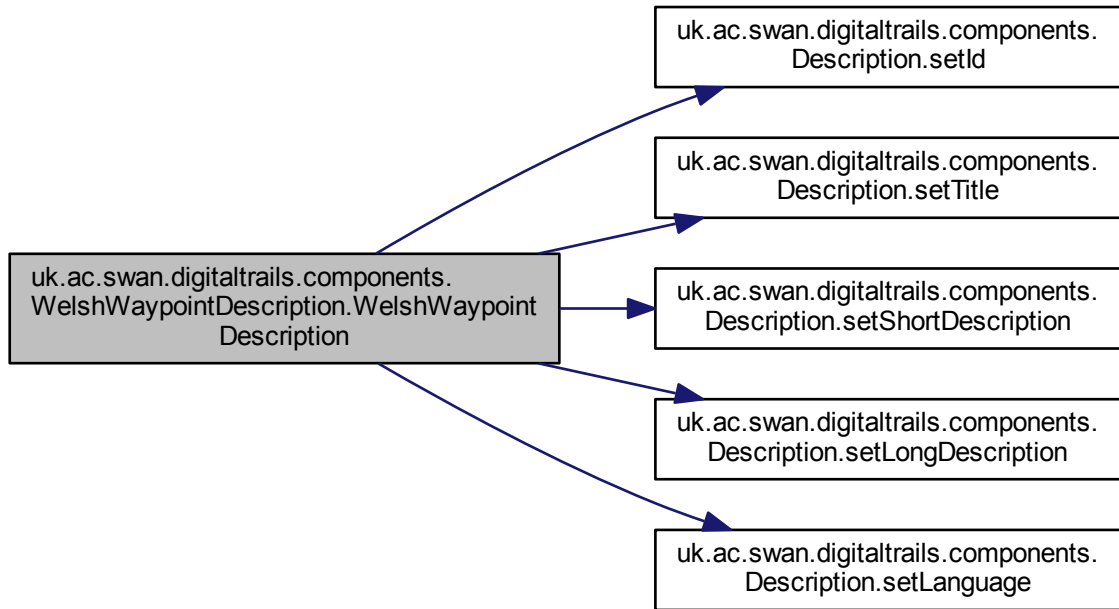 uk.ac.swan.digitaltrails.components.
Description.setId
uk.ac.swan.digitaltrails.components.
Description.setTitle
uk.ac.swan.digitaltrails.components.
WelshWaypointDescription.WelshWaypoint
Description
uk.ac.swan.digitaltrails.components.
Description.setShortDescription
uk.ac.swan.digitaltrails.components.
Description.setLongDescription
uk.ac.swan.digitaltrails.components.
Description.setLanguage